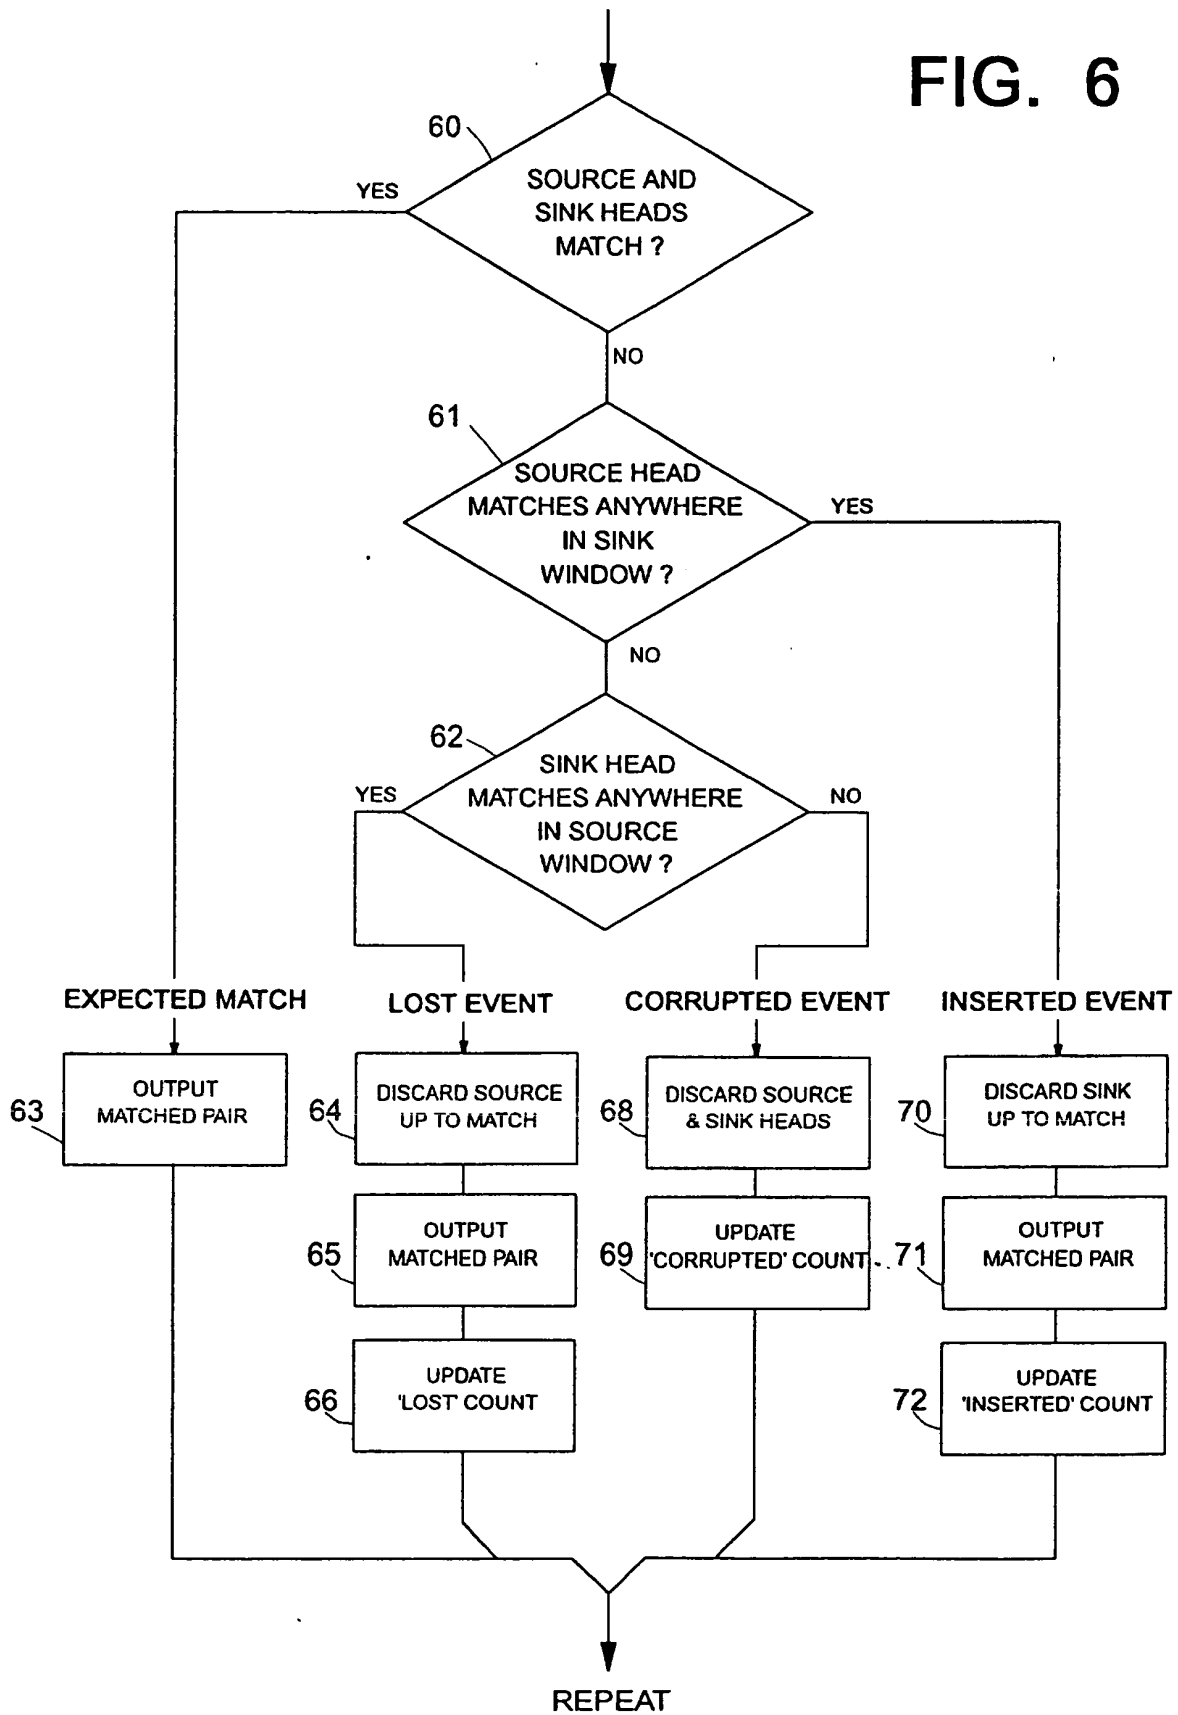 FIG. 6
60
YES
SOURCE AND
SINK HEADS
MATCH ?
NO
61
SOURCE HEAD
MATCHES ANYWHERE
IN SINK
WINDOW ?
YES
NO
62
SINK HEAD
MATCHES ANYWHERE
IN SOURCE
WINDOW ?
YES
NO
EXPECTED MATCH
LOST EVENT
CORRUPTED EVENT
INSERTED EVENT
63
OUTPUT
MATCHED PAIR
64
DISCARD SOURCE
UP TO MATCH
68
DISCARD SOURCE
& SINK HEADS
70
DISCARD SINK
UP TO MATCH
65
OUTPUT
MATCHED PAIR
69
UPDATE
'CORRUPTED' COUNT
71
OUTPUT
MATCHED PAIR
66
UPDATE
'LOST' COUNT
72
UPDATE
'INSERTED' COUNT
REPEAT